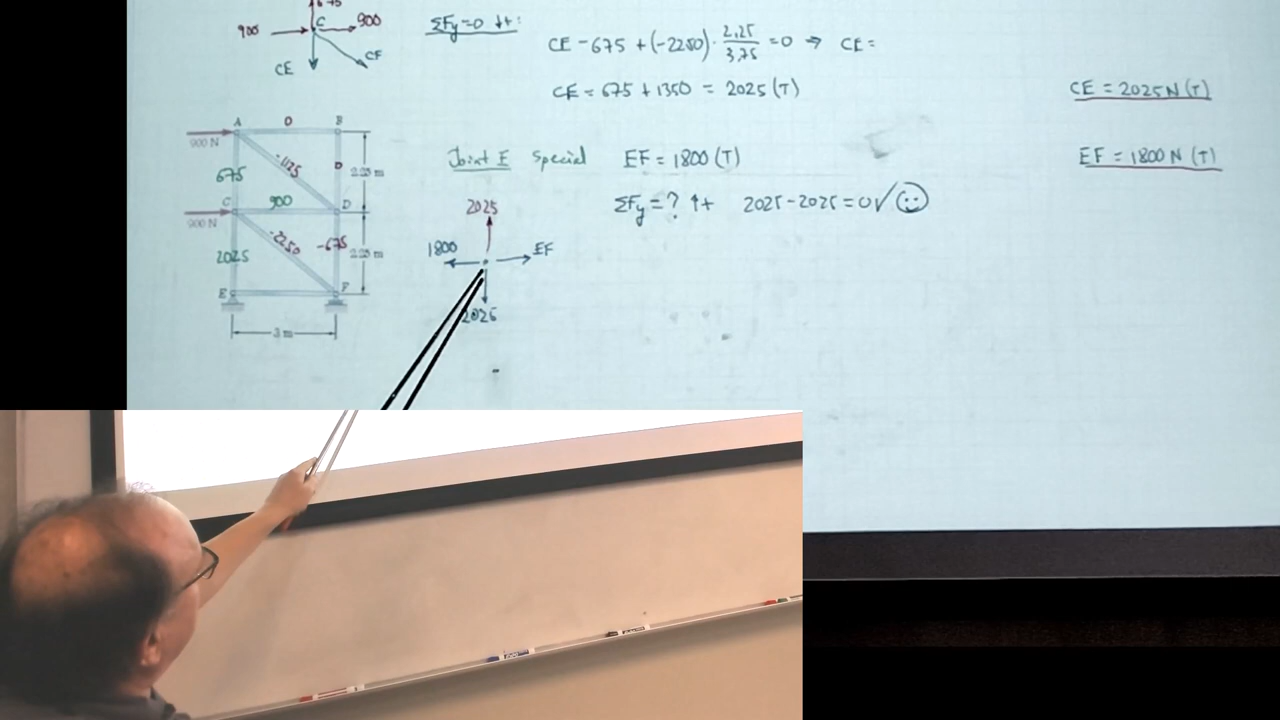 675
C
900
900
CE
CF
ΣFy=0 ↓+:
CE-675 + (-2250)· 2,25/3,75 =0 → CE=
CE = 675 + 1350 = 2025 (T)
CE = 2025 N (T)
A
0
B
900 N
675
-1125
0
2.25 m
C
900
D
900 N
2025
-2250
-675
2.25 m
E
F
3 m
Joint E Special EF = 1800 (T)
EF = 1800 N (T)
ΣFy = ? ↑+ 2025-2025 = 0 ✓
2025
1800
EF
2025